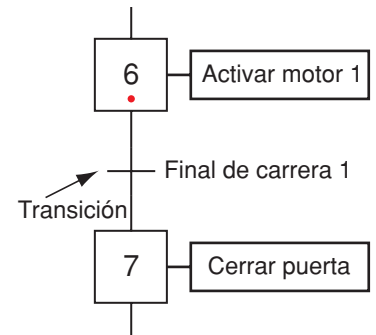 6
Activar motor 1
Final de carrera 1
Transición
7
Cerrar puerta